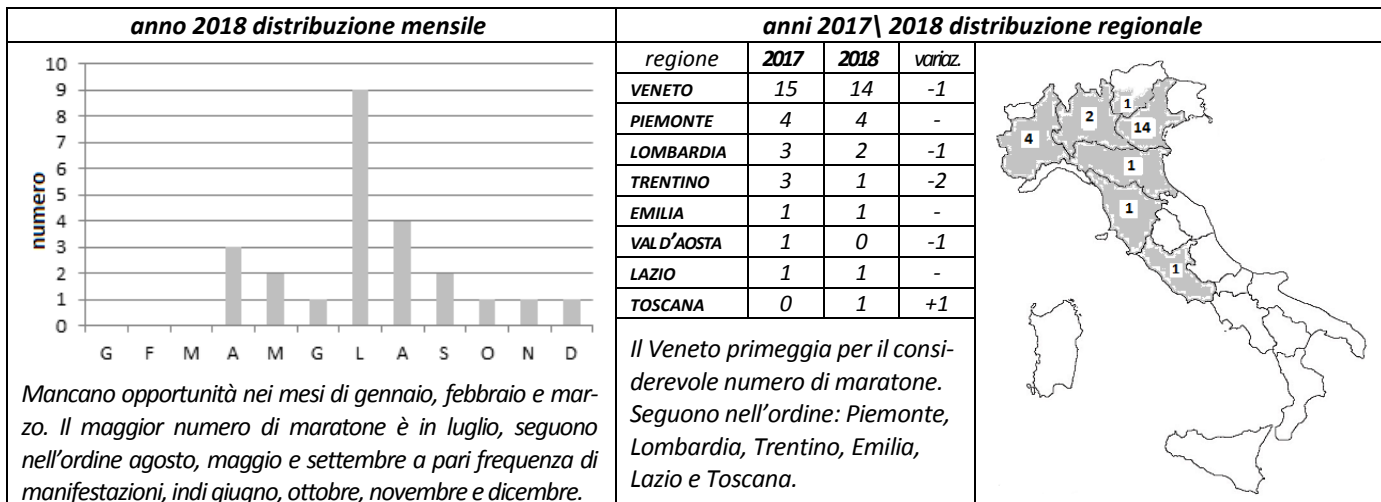 anno 2018 distribuzione mensile
10
9
8
7
6
5
4
3
2
1
0
numero
G F M A M G L A S O N D
Mancano opportunità nei mesi di gennaio, febbraio e mar-
zo. Il maggior numero di maratone è in luglio, seguono
nell'ordine agosto, maggio e settembre a pari frequenza di
manifestazioni, indi giugno, ottobre, novembre e dicembre.
anni 2017\ 2018 distribuzione regionale
regione 2017 2018 variaz.
VENETO 15 14 -1
PIEMONTE 4 4 -
LOMBARDIA 3 2 -1
TRENTINO 3 1 -2
EMILIA 1 1 -
VAL D'AOSTA 1 0 -1
LAZIO 1 1 -
TOSCANA 0 1 +1
Il Veneto primeggia per il consi-
derevole numero di maratone.
Seguono nell'ordine: Piemonte,
Lombardia, Trentino, Emilia,
Lazio e Toscana.
1
2
14
4
1
1
1